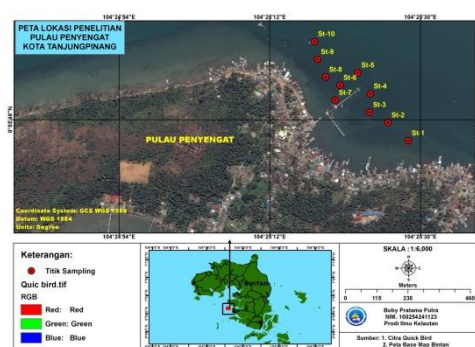 PETA LOKASI PENELITIAN
PULAU PENYENGAT
KOTA TANJUNGPINANG
104°24'54"E
104°25'12"E
104°25'30"E
St-10
St-9
St-8
St-5
St-6
St-4
St-7
St-3
St-2
St-1
PULAU PENYENGAT
Coordinate System: GCS WGS 1984
Datum: WGS 1984
Units: Degree
104°24'54"E
104°25'12"E
104°25'30"E
Keterangan:
Titik Sampling
Quic bird.tif
RGB
Red: Red
Green: Green
Blue: Blue
BINTAN
SKALA :1:6,000
Meters
0 115 230 460
Boby Pratama Putra
NIM. 100254241123
Prodi Ilmu Kelautan
Sumber: 1. Citra Quick Bird
2. Peta Base Map Bintan